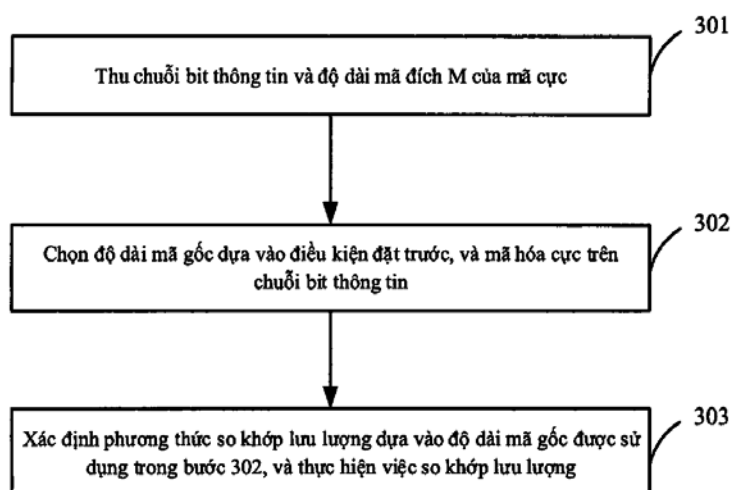 301
Thu chuỗi bit thông tin và độ dài mã đích M của mã cực
302
Chọn độ dài mã gốc dựa vào điều kiện đặt trước, và mã hóa cực trên
chuỗi bit thông tin
303
Xác định phương thức so khớp lưu lượng dựa vào độ dài mã gốc được sử
dụng trong bước 302, và thực hiện việc so khớp lưu lượng